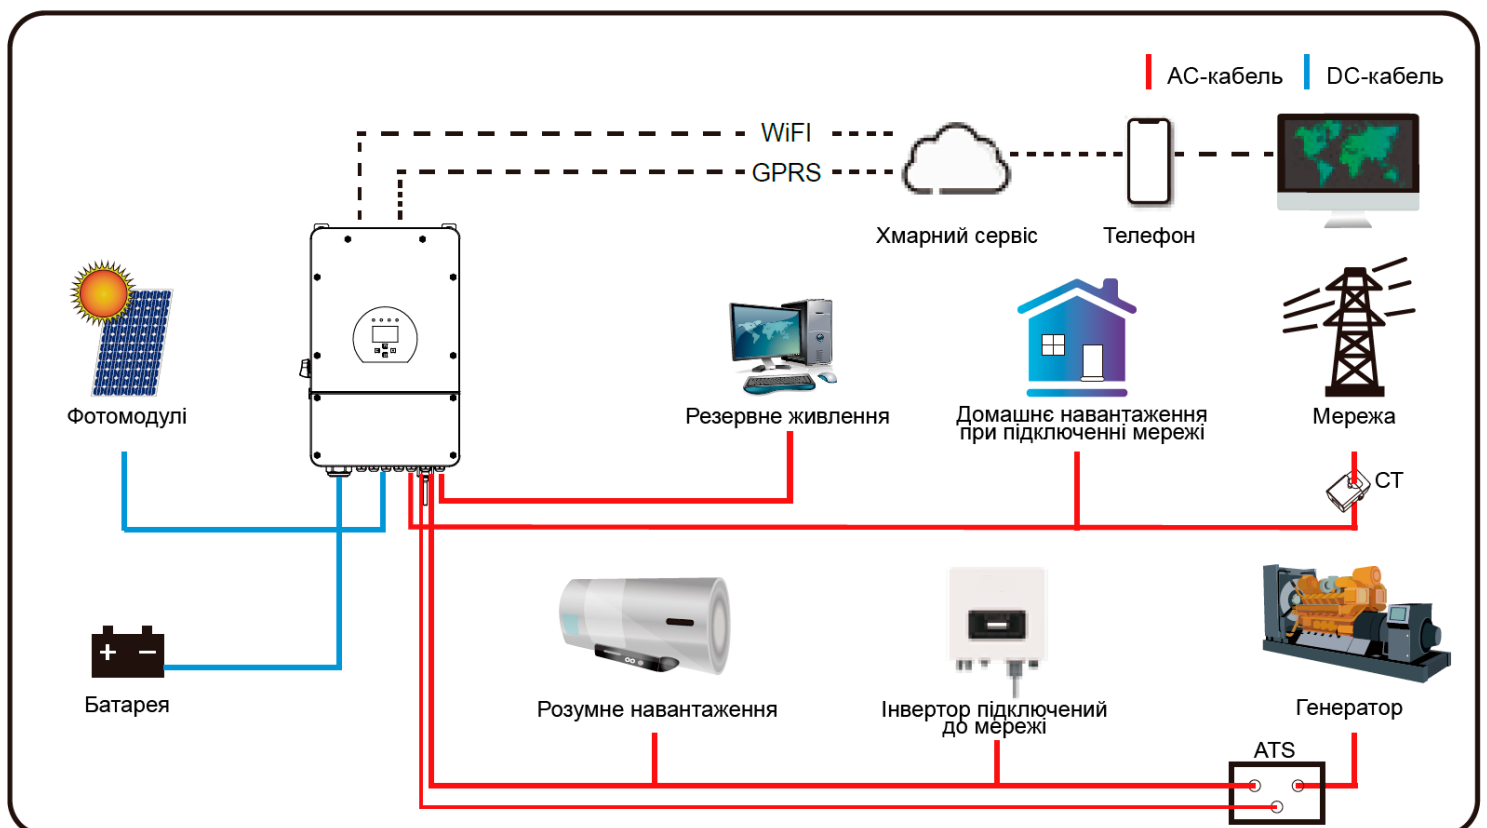 AC-кабель
DC-кабель
WiFI
GPRS
Хмарний сервіс
Телефон
Фотомодулі
Резервне живлення
Домашнє навантаження
при підключенні мережі
Мережа
CT
Батарея
Розумне навантаження
Інвертор підключений
до мережі
Генератор
ATS